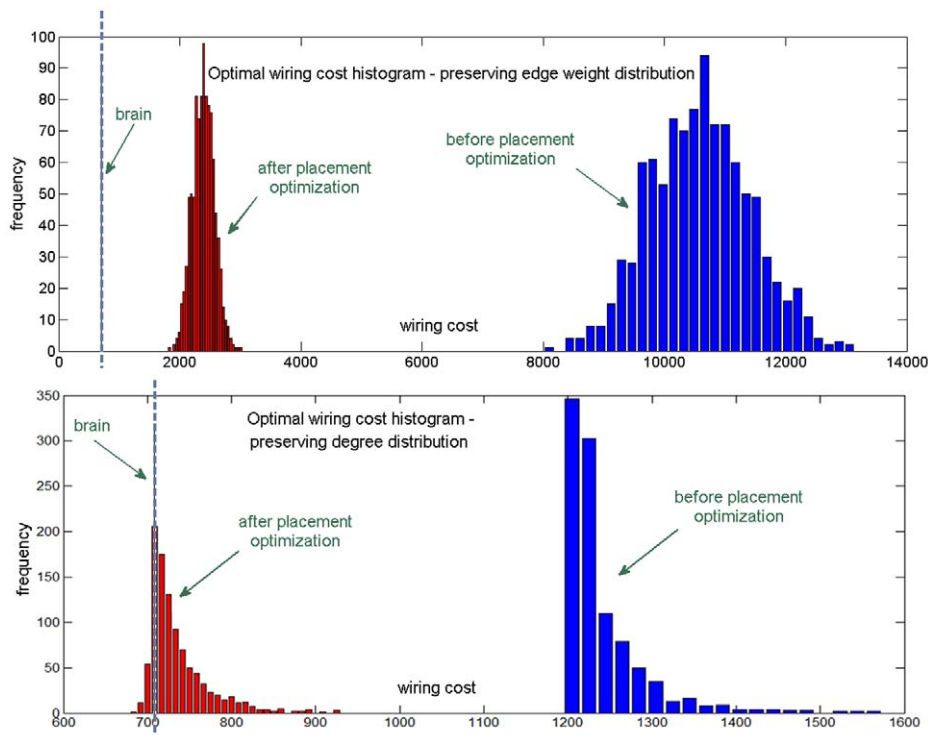 100
90
80
70
60
50
40
30
20
10
0
frequency
Optimal wiring cost histogram - preserving edge weight distribution
brain
after placement
optimization
before placement
optimization
wiring cost
0 2000 4000 6000 8000 10000 12000 14000
350
300
250
200
150
100
50
0
frequency
Optimal wiring cost histogram -
preserving degree distribution
brain
after placement
optimization
before placement
optimization
wiring cost
600 700 800 900 1000 1100 1200 1300 1400 1500 1600